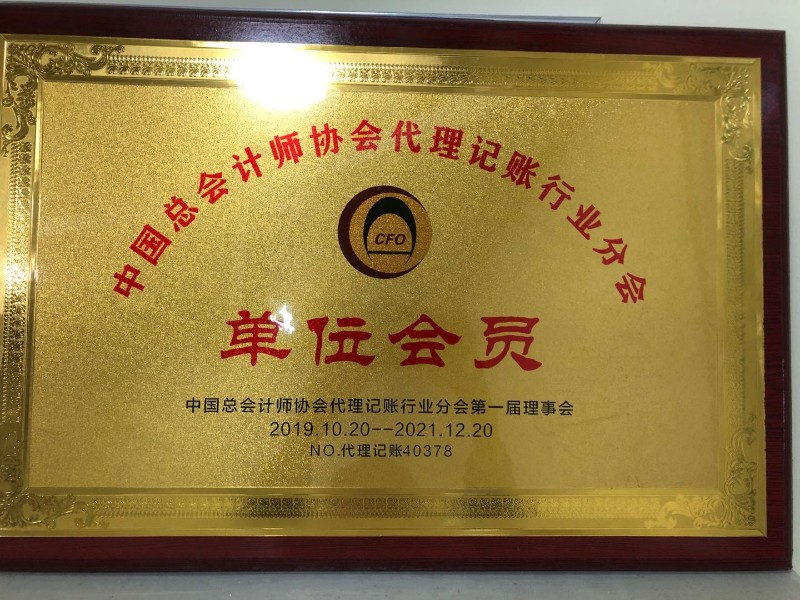 中国总会计师协会代理记账行业分会
CFO
单位会员
中国总会计师协会代理记账行业分会第一届理事会
2019.10.20--2021.12.20
NO.代理记账40378